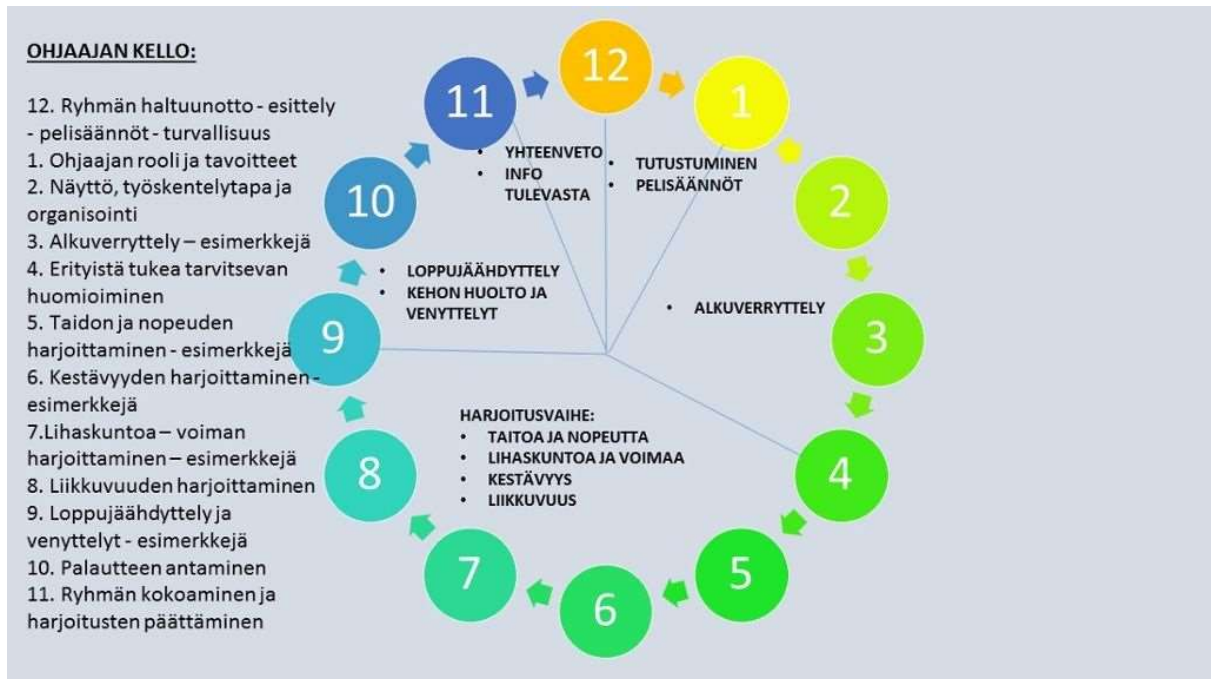 OHJAAJAN KELLO:
12. Ryhmän haltuunotto - esittely
- pelisäännöt - turvallisuus
1. Ohjaajan rooli ja tavoitteet
2. Näyttö, työskentelytapa ja
organisointi
3. Alkuverryttely – esimerkkejä
4. Erityistä tukea tarvitsevan
huomioiminen
5. Taidon ja nopeuden
harjoittaminen - esimerkkejä
6. Kestävyyden harjoittaminen -
esimerkkejä
7.Lihaskuntoa – voiman
harjoittaminen – esimerkkejä
8. Liikkuvuuden harjoittaminen
9. Loppujäähdyttely ja
venyttelyt - esimerkkejä
10. Palautteen antaminen
11. Ryhmän kokoaminen ja
harjoitusten päättäminen
12
1
2
3
4
5
6
7
8
9
10
11
• YHTEENVETO
• INFO
TULEVASTA
• TUTUSTUMINEN
• PELISÄÄNNÖT
• LOPPUJÄÄHDYTTELY
• KEHON HUOLTO JA
VENYTTELYT
• ALKUVERRYTTELY
HARJOITUSVAIHE:
• TAITOA JA NOPEUTTA
• LIHASKUNTOA JA VOIMAA
• KESTÄVYYS
• LIIKKUVUUS